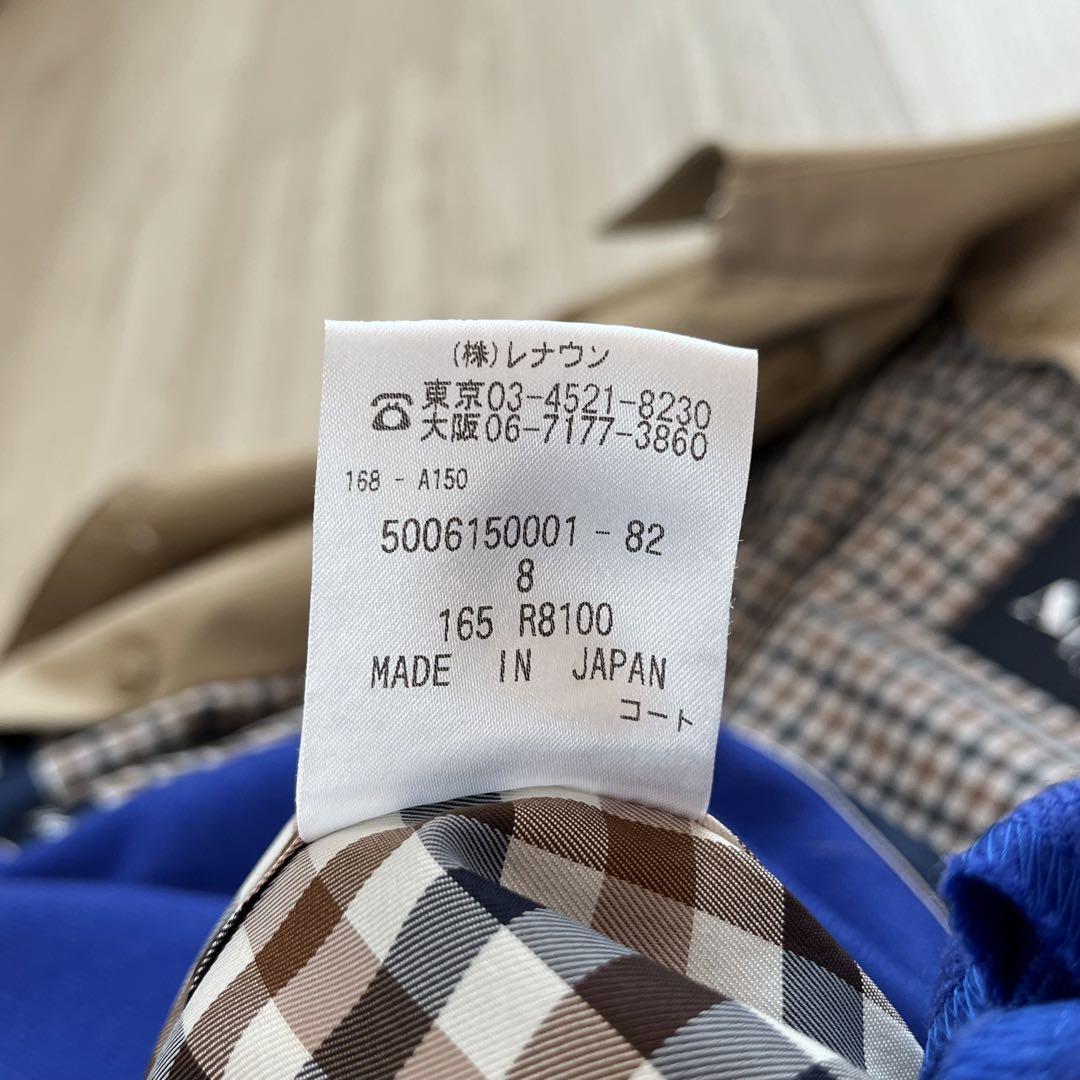 (株)レナウン
☎ 東京03-4521-8230
大阪06-7177-3860
168 - A150
5006150001 - 82
8
165 R8100
MADE IN JAPAN
コート